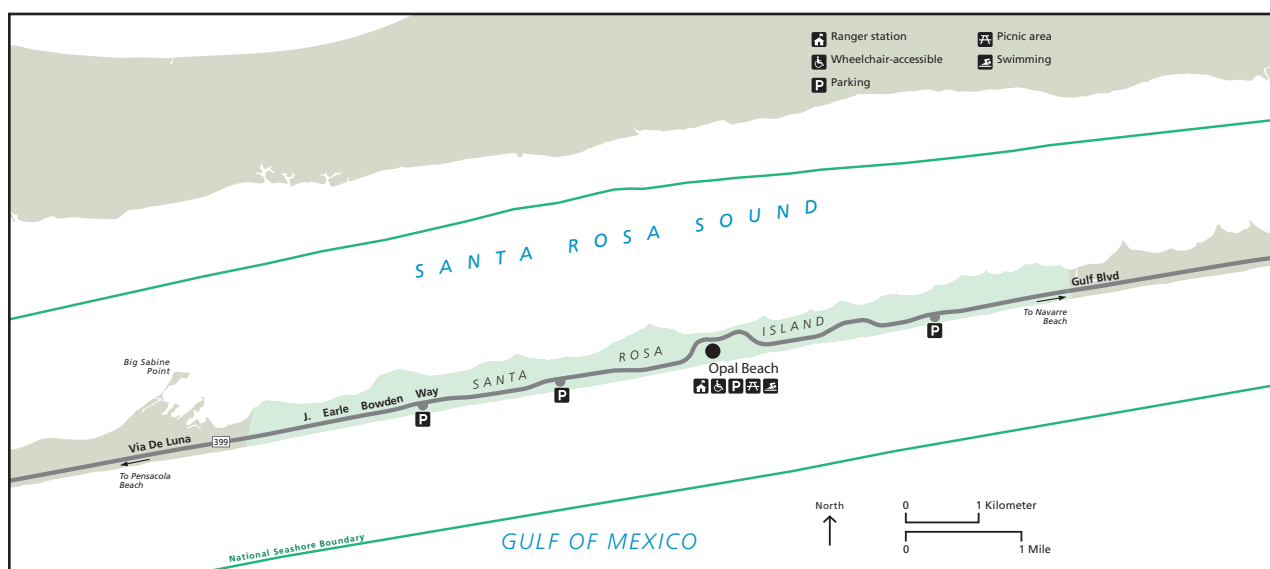 Ranger station
Picnic area
Wheelchair-accessible
Swimming
P Parking
SANTA ROSA SOUND
Gulf Blvd
To Navarre
Beach
ISLAND
P
ROSA
Opal Beach
P
Big Sabine
Point
SANTA
P
J. Earle Bowden Way
P
Via De Luna
399
To Pensacola
Beach
North
0 1 Kilometer
0 1 Mile
National Seashore Boundary
GULF OF MEXICO